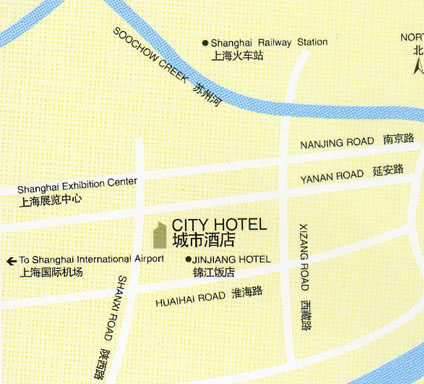 SOOCHOW CREEK 苏州河
Shanghai Railway Station
上海火车站
北
NANJING ROAD 南京路
YANAN ROAD 延安路
Shanghai Exhibition Center
上海展览中心
CITY HOTEL
城市酒店
To Shanghai International Airport
上海国际机场
JINJIANG HOTEL
锦江饭店
HUAIHAI ROAD 淮海路
XIZANG ROAD 西藏路
SHANXI ROAD 陕西路